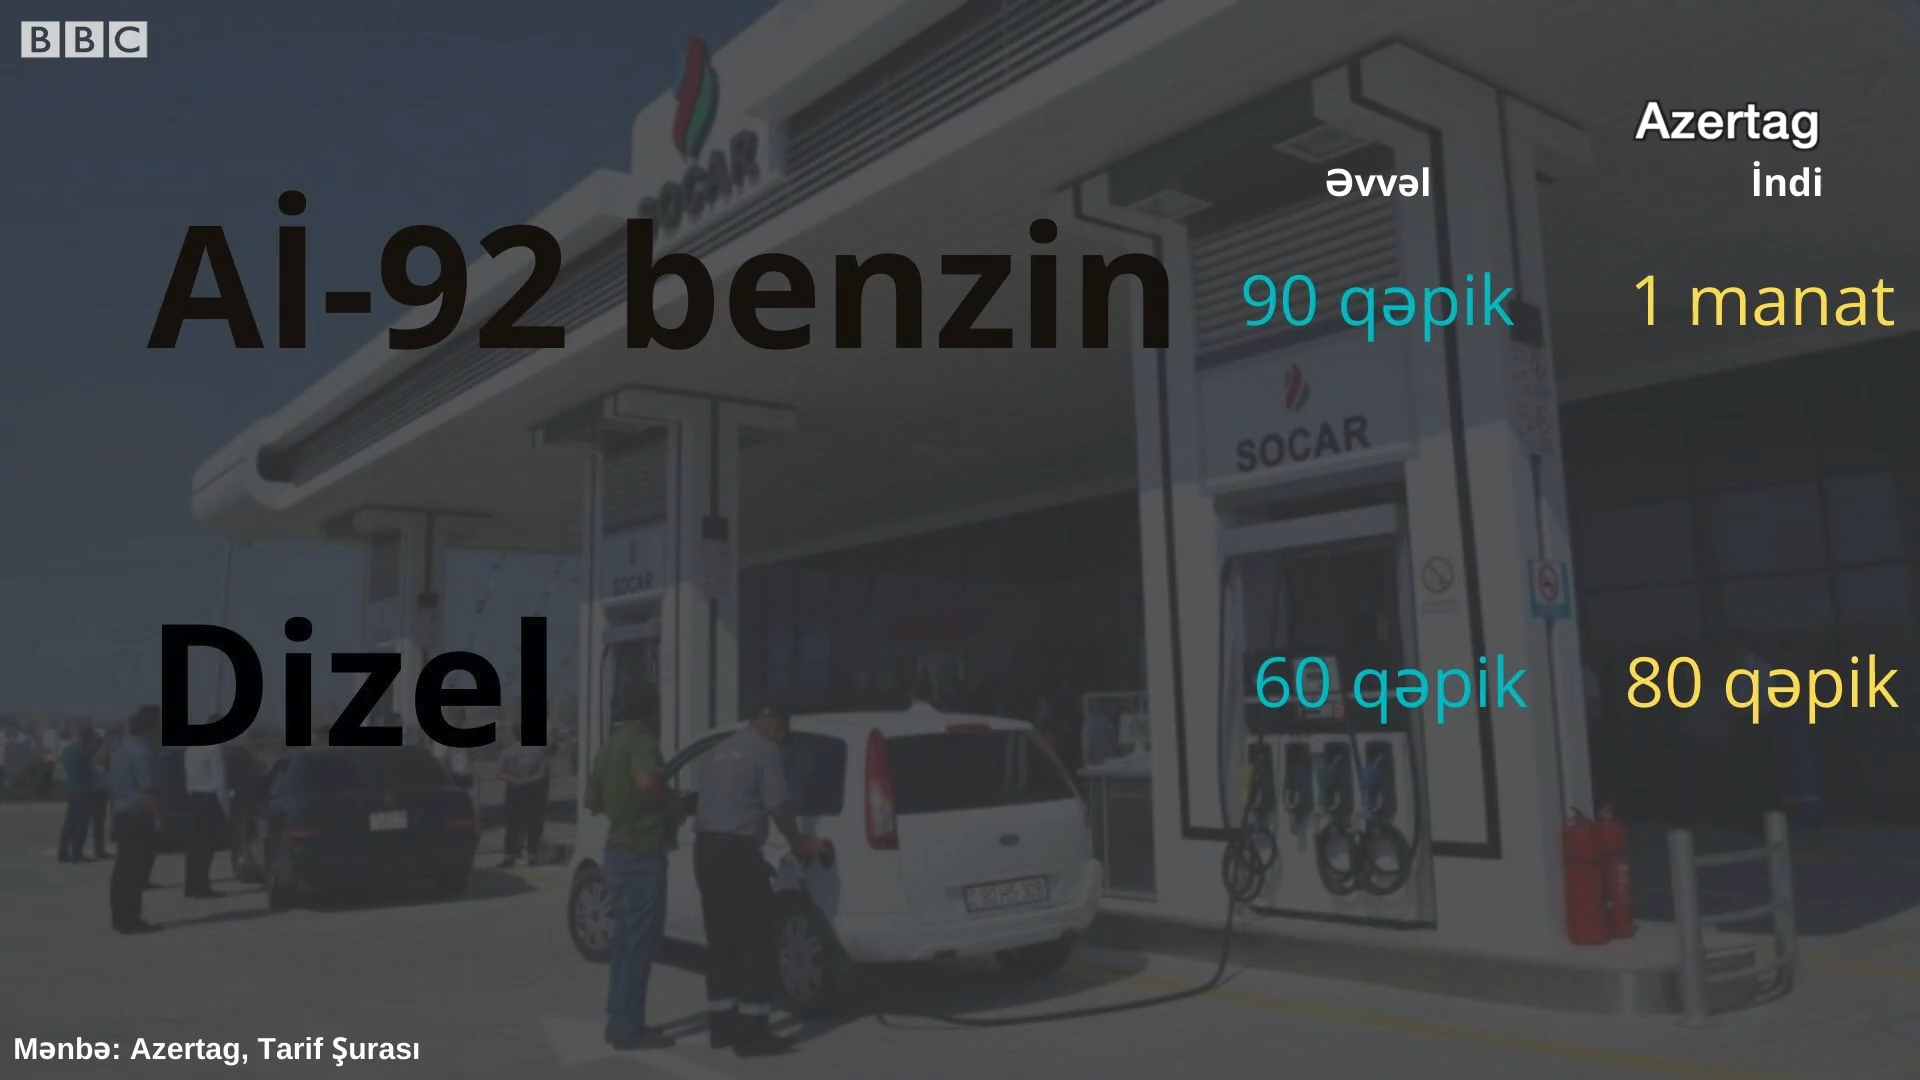 BBC
Azertag
SOCAR
Əvvəl İndi
Aİ-92 benzin 90 qəpik 1 manat
SOCAR
SOCAR
Dizel 60 qəpik 80 qəpik
Mənbə: Azertag, Tarif Şurası